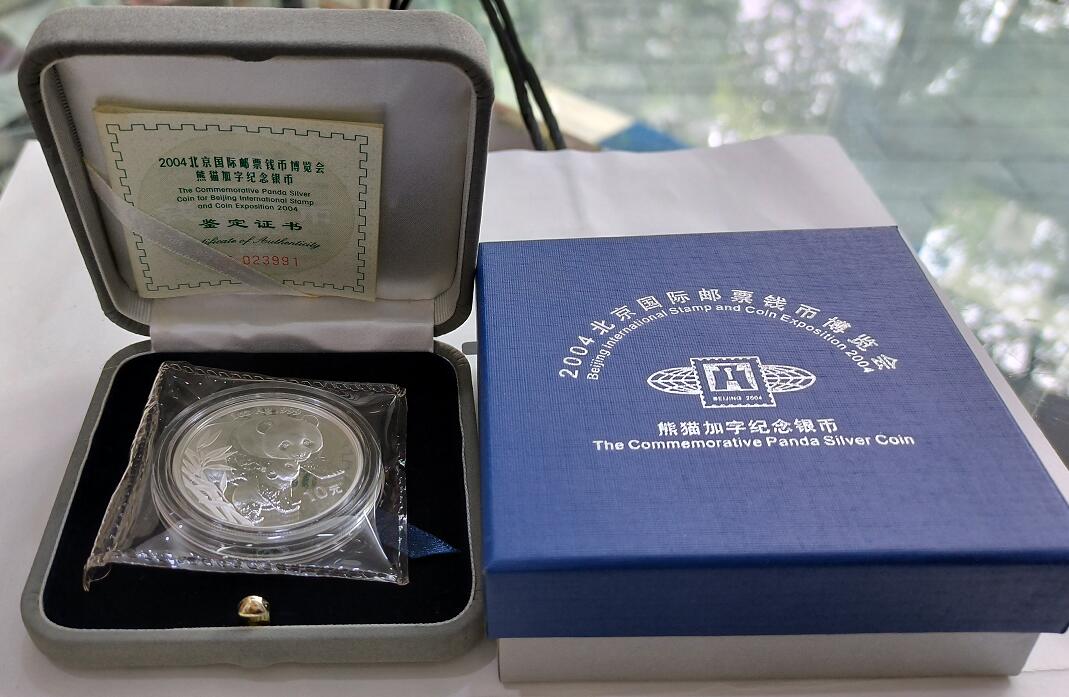 2004北京国际邮票钱币博览会
熊猫加字纪念银币
The Commemorative Panda Silver
Coin for Beijing International Stamp
and Coin Exposition 2004
鉴定证书
Certificate of Authenticity
023991
10元
2004北京国际邮票钱币博览会
Beijing International Stamp and Coin Exposition 2004
BEIJING 2004
熊猫加字纪念银币
The Commemorative Panda Silver Coin